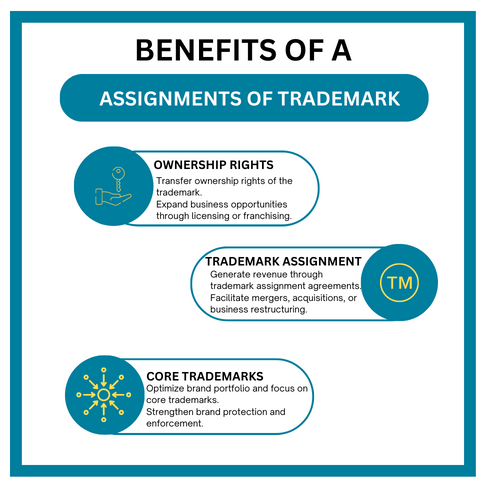 BENEFITS OF A
ASSIGNMENTS OF TRADEMARK
OWNERSHIP RIGHTS
Transfer ownership rights of the
trademark.
Expand business opportunities
through licensing or franchising.
TRADEMARK ASSIGNMENT
Generate revenue through
trademark assignment agreements.
Facilitate mergers, acquisitions, or
business restructuring.
TM
CORE TRADEMARKS
Optimize brand portfolio and focus on
core trademarks.
Strengthen brand protection and
enforcement.